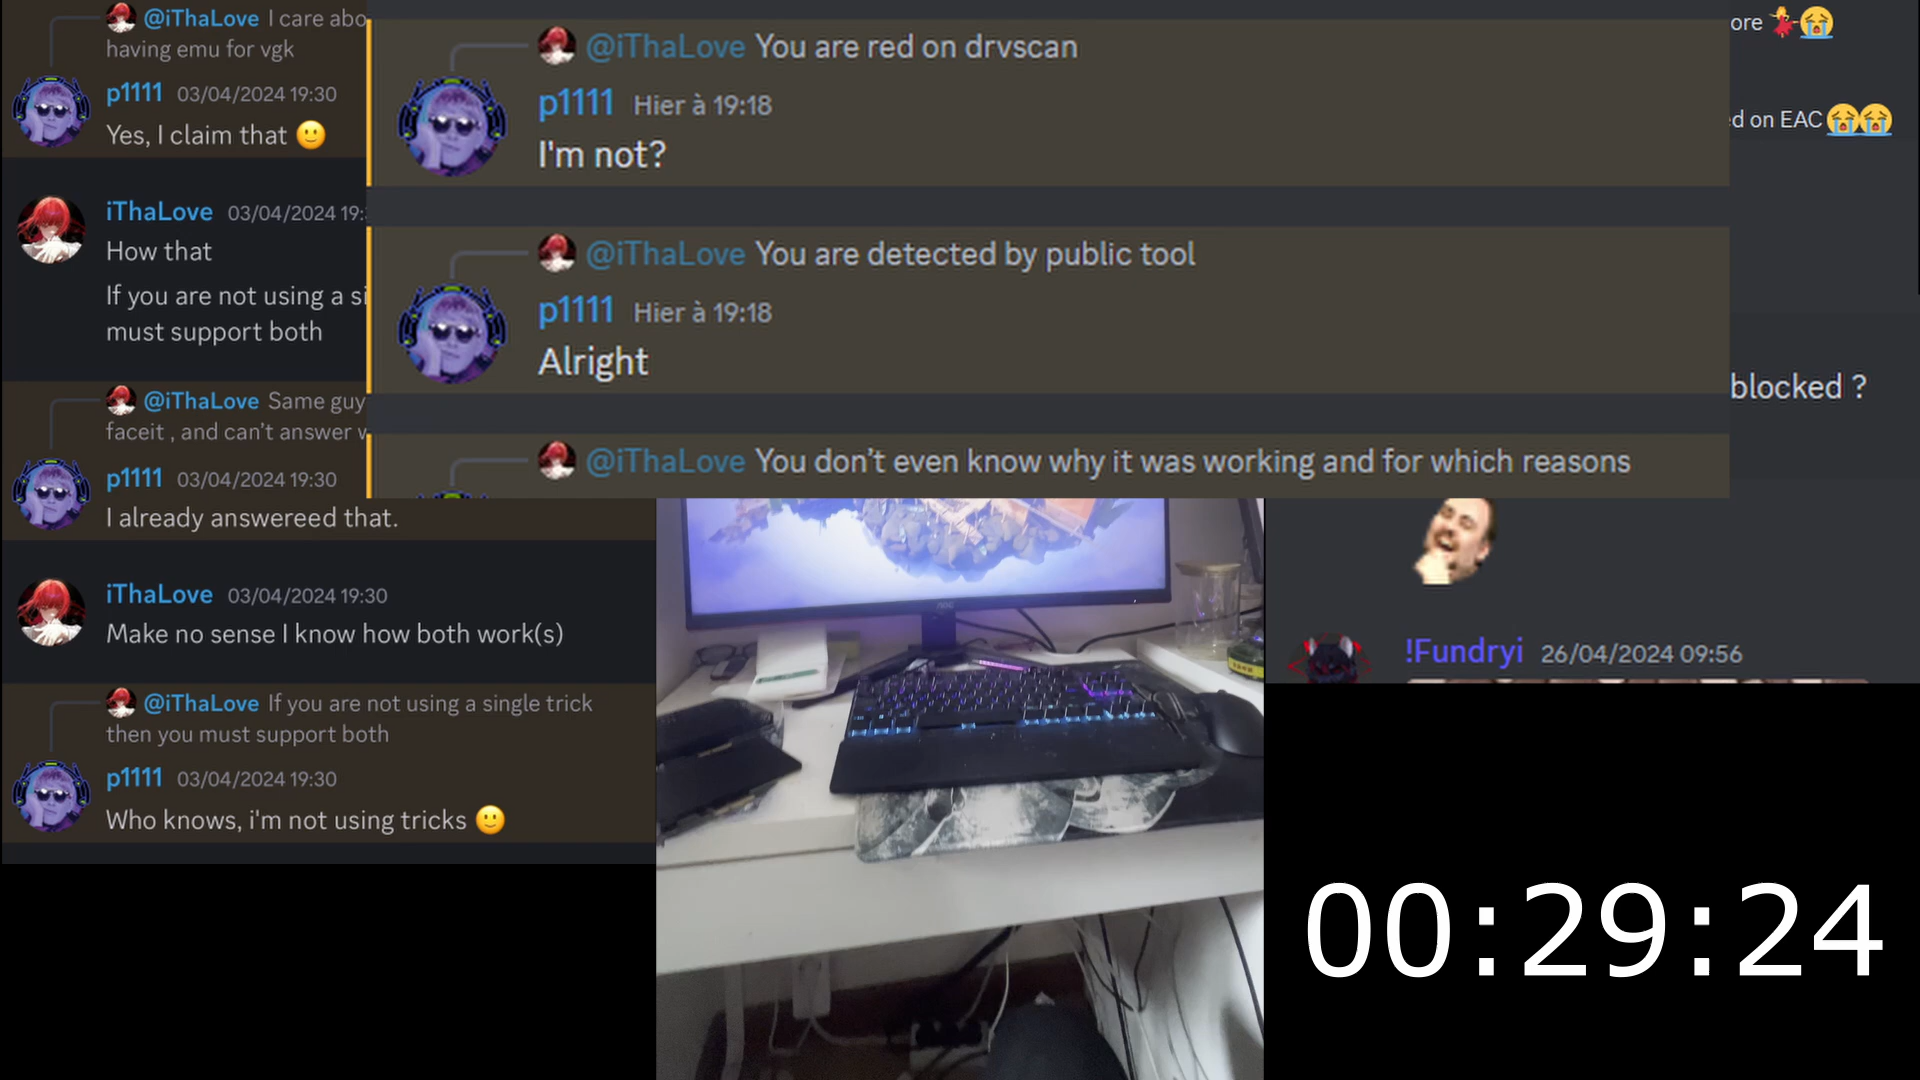 @iThaLove I care abo
having emu for vgk
p1111 03/04/2024 19:30
Yes, I claim that 🙂
iThaLove 03/04/2024 19:
How that
If you are not using a si
must support both
@iThaLove Same guy
faceit , and can't answer
p1111 03/04/2024 19:30
I already answereed that.
iThaLove 03/04/2024 19:30
Make no sense I know how both work(s)
@iThaLove If you are not using a single trick
then you must support both
p1111 03/04/2024 19:30
Who knows, i'm not using tricks 🙂
@iThaLove You are red on drvscan
p1111 Hier à 19:18
I'm not?
@iThaLove You are detected by public tool
p1111 Hier à 19:18
Alright
@iThaLove You don't even know why it was working and for which reasons
ore 💃😭
d on EAC 😭😭
blocked ?
!Fundryi 26/04/2024 09:56
00:29:24